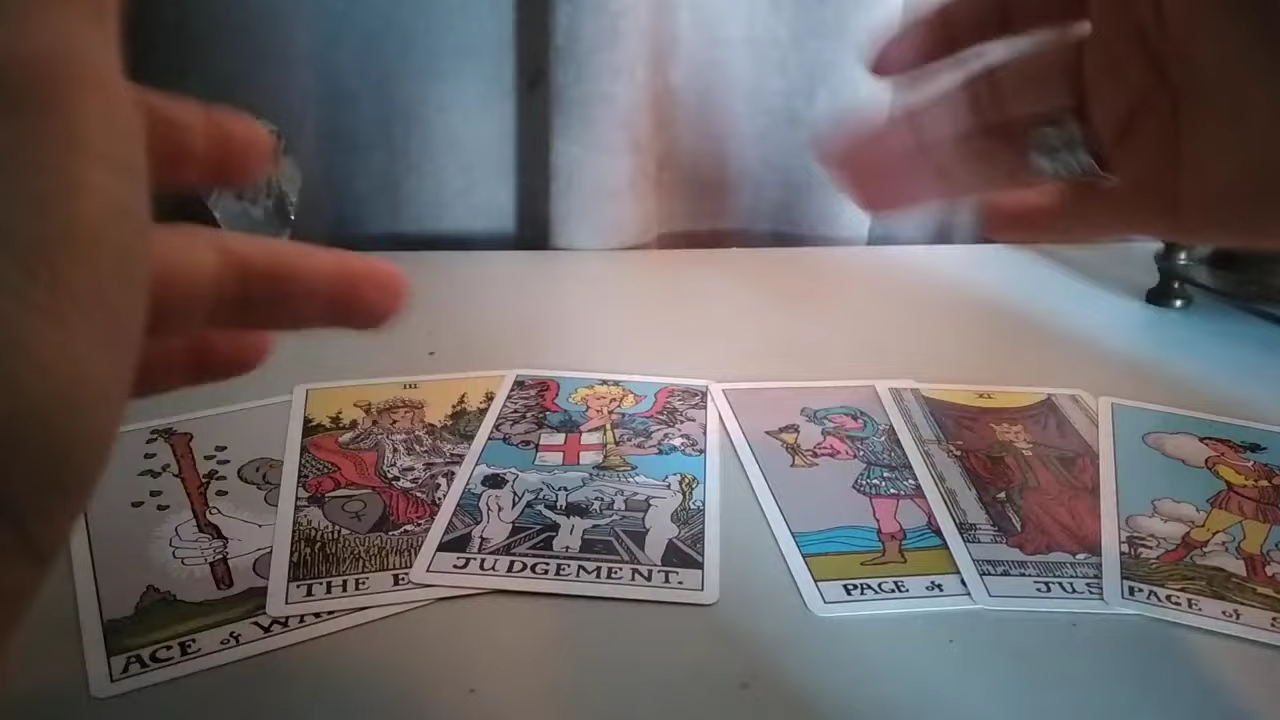 ACE of WA
III
THE E
JUDGEMENT.
PAGE of
XI
JUS
PAGE of S